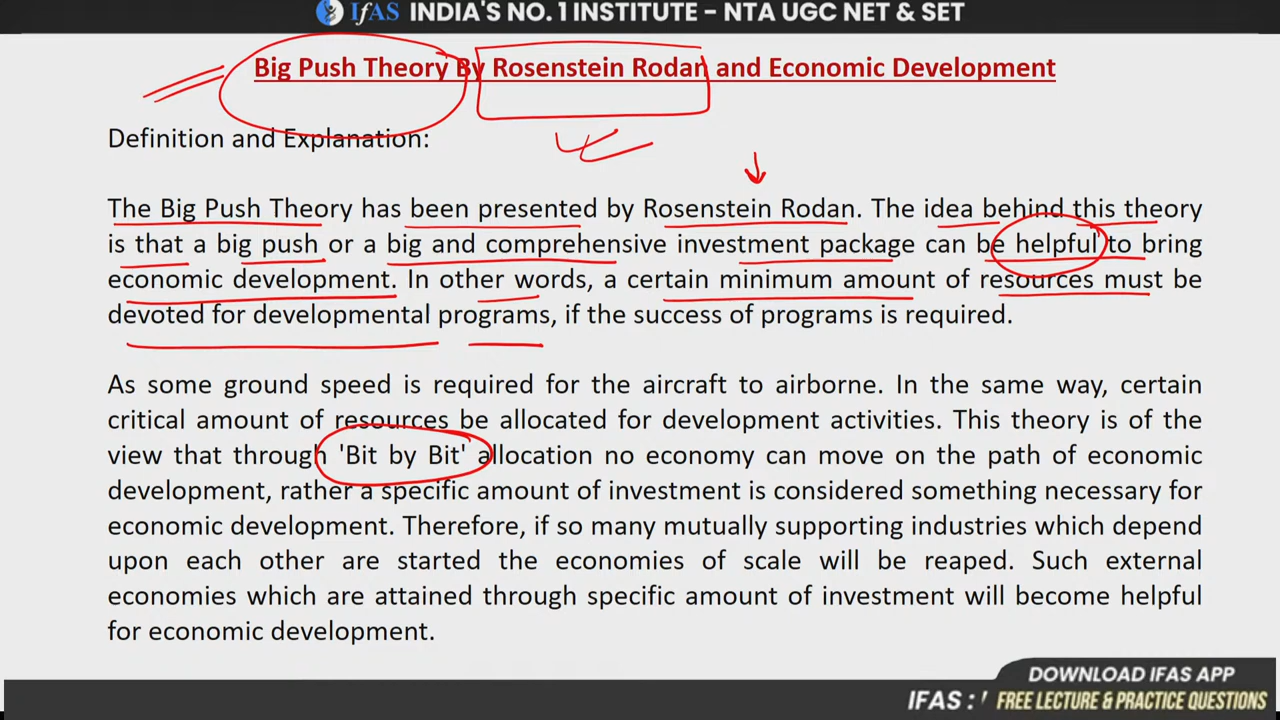 IFAS INDIA'S NO. 1 INSTITUTE – NTA UGC NET & SET
Big Push Theory By Rosenstein Rodan and Economic Development
Definition and Explanation:
The Big Push Theory has been presented by Rosenstein Rodan. The idea behind this theory
is that a big push or a big and comprehensive investment package can be helpful to bring
economic development. In other words, a certain minimum amount of resources must be
devoted for developmental programs, if the success of programs is required.
As some ground speed is required for the aircraft to airborne. In the same way, certain
critical amount of resources be allocated for development activities. This theory is of the
view that through 'Bit by Bit' allocation no economy can move on the path of economic
development, rather a specific amount of investment is considered something necessary for
economic development. Therefore, if so many mutually supporting industries which depend
upon each other are started the economies of scale will be reaped. Such external
economies which are attained through specific amount of investment will become helpful
for economic development.
DOWNLOAD IFAS APP
IFAS : FREE LECTURE & PRACTICE QUESTIONS